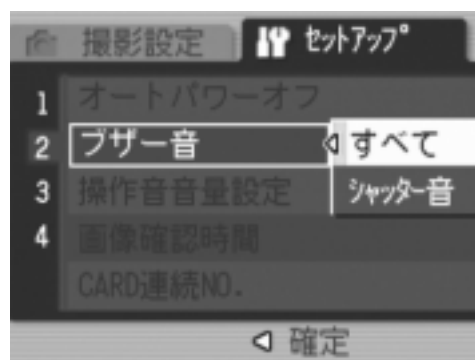 撮影設定 セットアップ
1 オートパワーオフ
2 ブザー音 すべて
3 操作音音量設定 シャッター音
4 画像確認時間
CARD連続NO.
確定